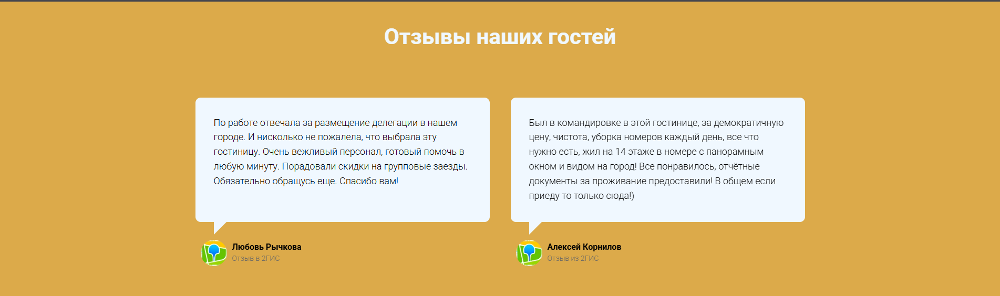 Отзывы наших гостей
По работе отвечала за размещение делегации в нашем
городе. И нисколько не пожалела, что выбрала эту
гостиницу. Очень вежливый персонал, готовый помочь в
любую минуту. Порадовали скидки на групповые заезды.
Обязательно обращусь еще. Спасибо вам!
Любовь Рычкова
Отзыв в 2ГИС
Был в командировке в этой гостинице, за демократичную
цену, чистота, уборка номеров каждый день, все что
нужно есть, жил на 14 этаже в номере с панорамным
окном и видом на город! Все понравилось, отчётные
документы за проживание предоставили! В общем если
приеду то только сюда!)
Алексей Корнилов
Отзыв из 2ГИС